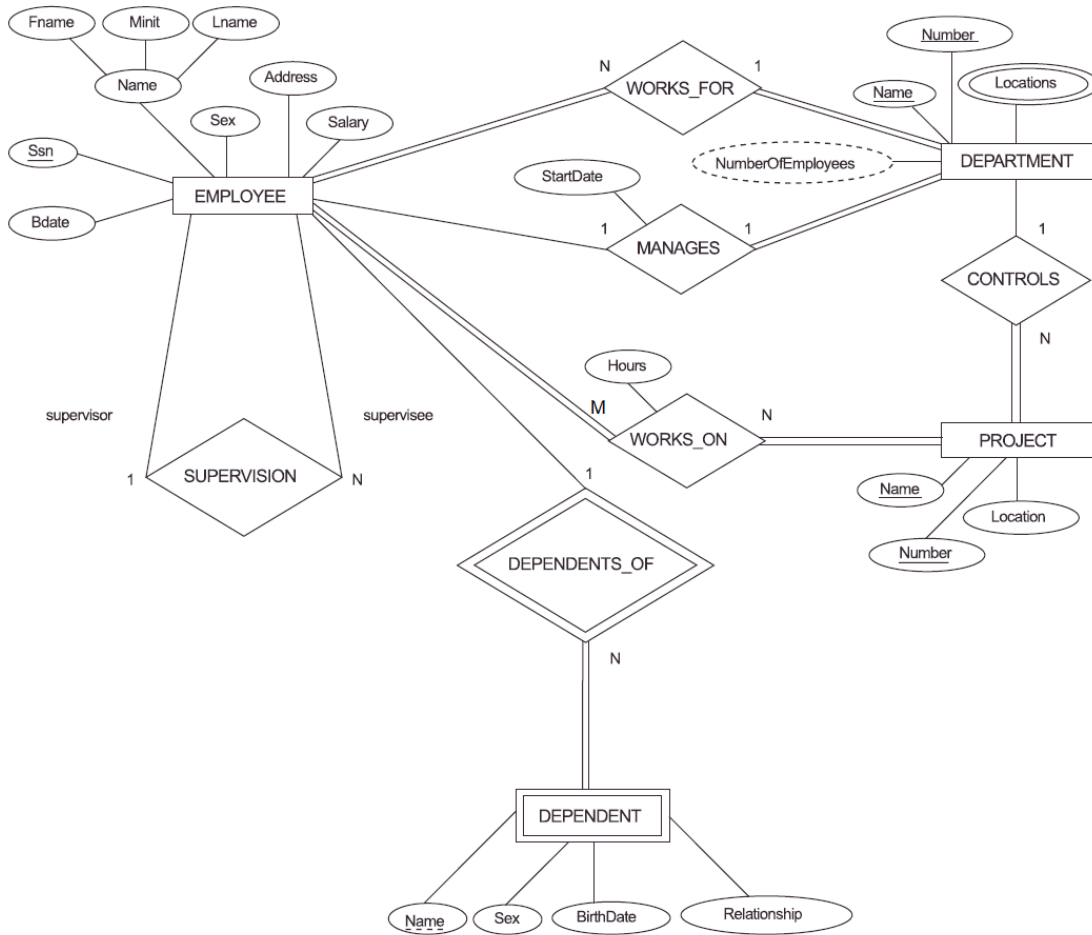 Fname
Minit
Lname
Name
Address
Sex
Salary
Ssn
Bdate
EMPLOYEE
N
WORKS_FOR
1
Number
Name
Locations
NumberOfEmployees
DEPARTMENT
StartDate
1
MANAGES
1
1
CONTROLS
N
supervisor
supervisee
1
SUPERVISION
N
Hours
M
WORKS_ON
N
PROJECT
Name
Location
Number
1
DEPENDENTS_OF
N
DEPENDENT
Name
Sex
BirthDate
Relationship